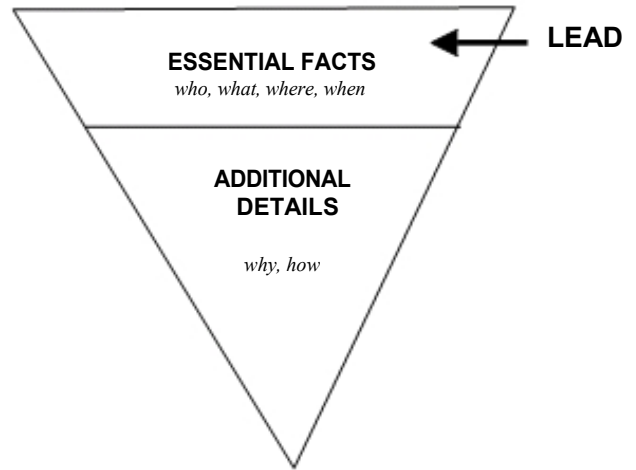 LEAD
ESSENTIAL FACTS
who, what, where, when
ADDITIONAL
DETAILS
why, how